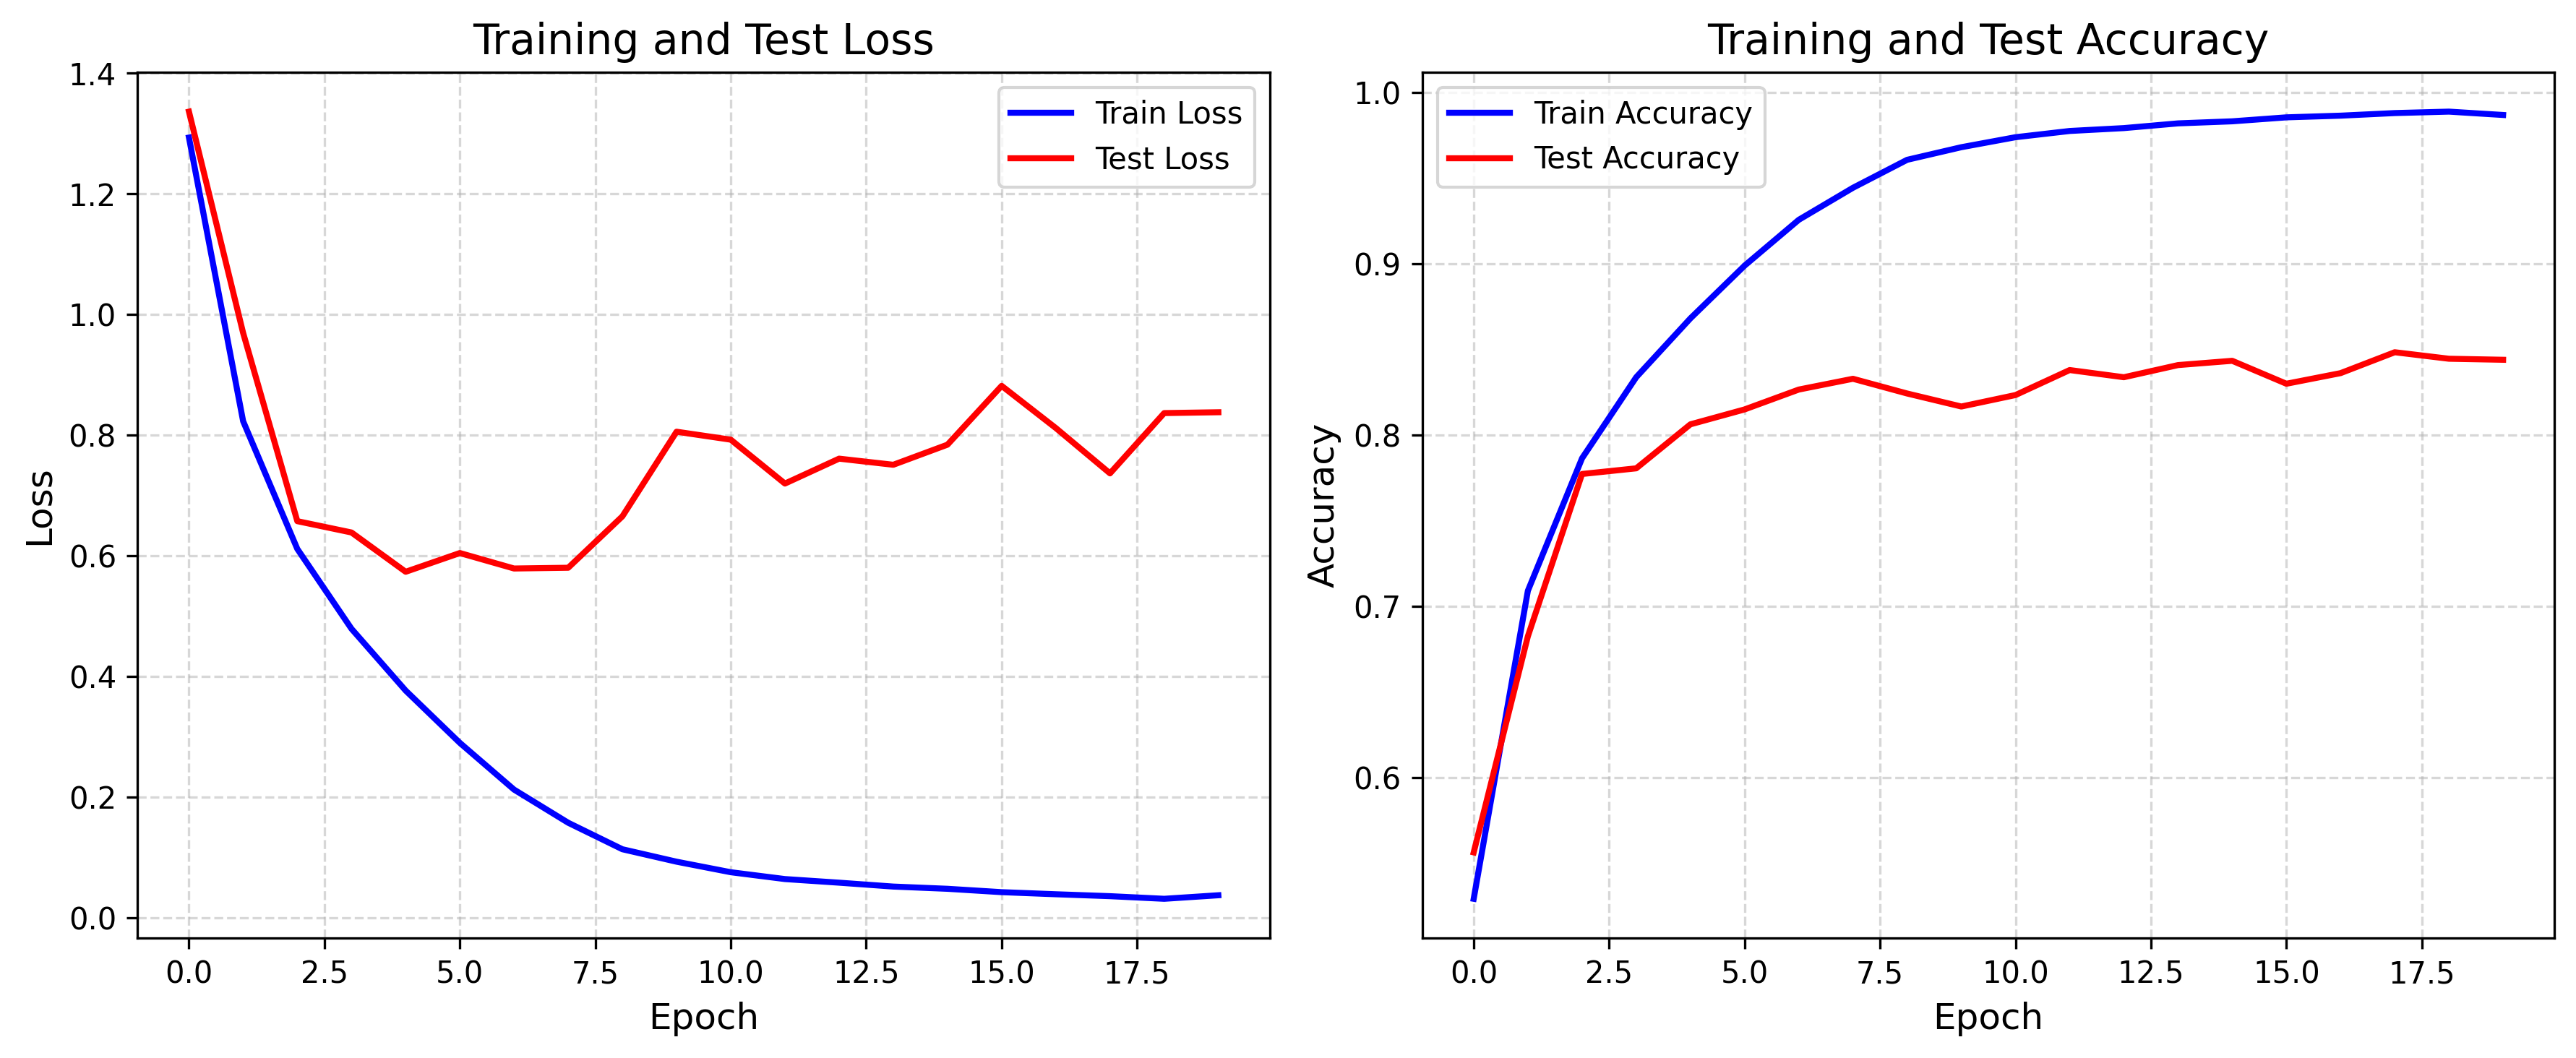 Training and Test Loss
1.4
1.2
1.0
0.8
0.6
0.4
0.2
0.0
Loss
Train Loss
Test Loss
0.0 2.5 5.0 7.5 10.0 12.5 15.0 17.5
Epoch
Training and Test Accuracy
1.0
0.9
0.8
0.7
0.6
Accuracy
Train Accuracy
Test Accuracy
0.0 2.5 5.0 7.5 10.0 12.5 15.0 17.5
Epoch